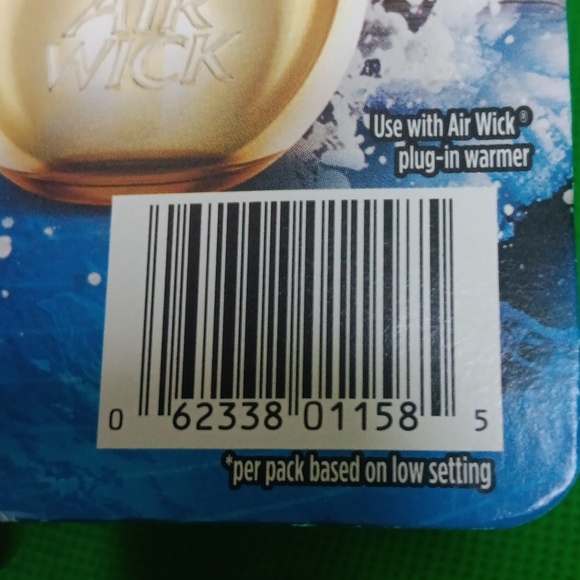 AIR
WICK
Use with Air Wick®
plug-in warmer
0 62338 01158 5
*per pack based on low setting